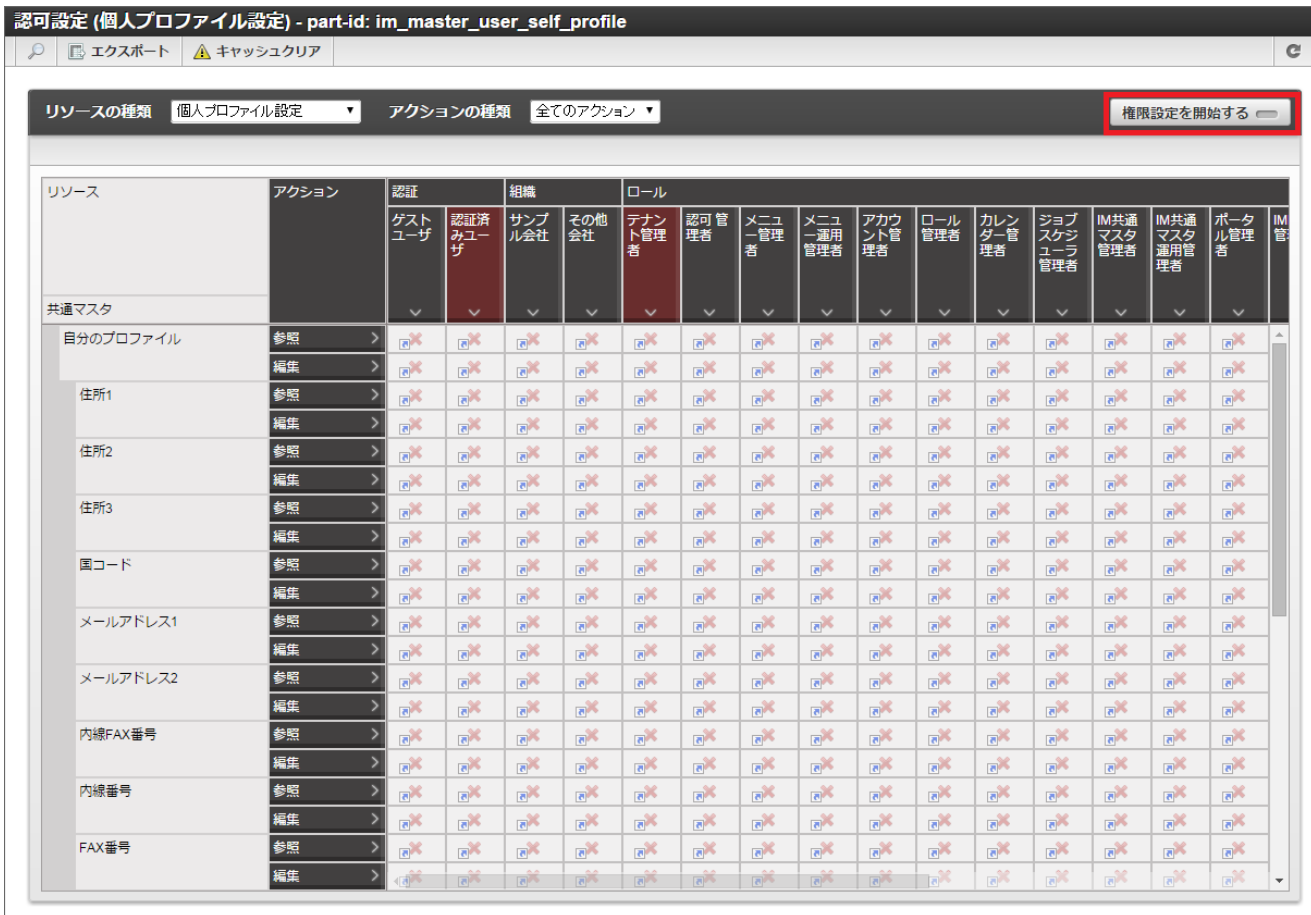 認可設定 (個人プロファイル設定) - part-id: im_master_user_self_profile
エクスポート キャッシュクリア
リソースの種類 個人プロファイル設定 アクションの種類 全てのアクション 権限設定を開始する
リソース アクション 認証 組織 ロール
ゲストユーザ 認証済みユーザ サンプル会社 その他会社 テナント管理者 認可 管理者 メニュー管理者 メニュー運用管理者 アカウント管理者 ロール管理者 カレンダー管理者 ジョブスケジューラ管理者 IM共通マスタ管理者 IM共通マスタ運用管理者 ポータル管理者 IM
共通マスタ
自分のプロファイル 参照
編集
住所1 参照
編集
住所2 参照
編集
住所3 参照
編集
国コード 参照
編集
メールアドレス1 参照
編集
メールアドレス2 参照
編集
内線FAX番号 参照
編集
内線番号 参照
編集
FAX番号 参照
編集